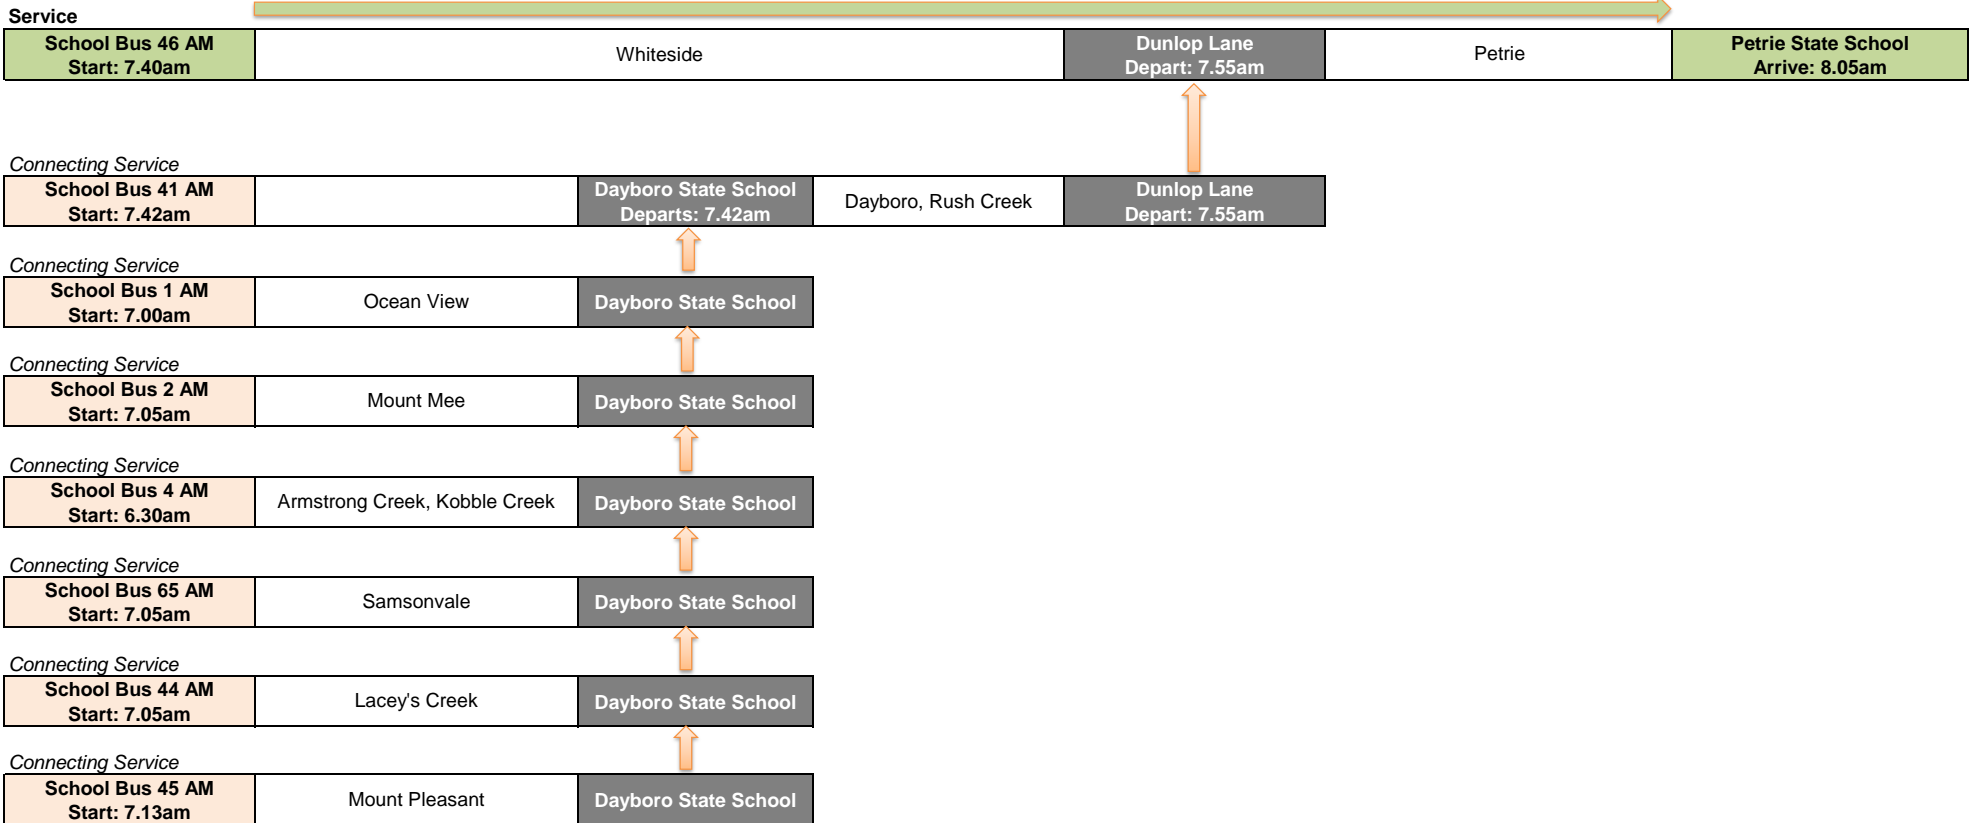 Service
School Bus 46 AM
Start: 7.40am
Whiteside
Dunlop Lane
Depart: 7.55am
Petrie
Petrie State School
Arrive: 8.05am
Connecting Service
School Bus 41 AM
Start: 7.42am
Dayboro State School
Departs: 7.42am
Dayboro, Rush Creek
Dunlop Lane
Depart: 7.55am
Connecting Service
School Bus 1 AM
Start: 7.00am
Ocean View
Dayboro State School
Connecting Service
School Bus 2 AM
Start: 7.05am
Mount Mee
Dayboro State School
Connecting Service
School Bus 4 AM
Start: 6.30am
Armstrong Creek, Kobble Creek
Dayboro State School
Connecting Service
School Bus 65 AM
Start: 7.05am
Samsonvale
Dayboro State School
Connecting Service
School Bus 44 AM
Start: 7.05am
Lacey's Creek
Dayboro State School
Connecting Service
School Bus 45 AM
Start: 7.13am
Mount Pleasant
Dayboro State School